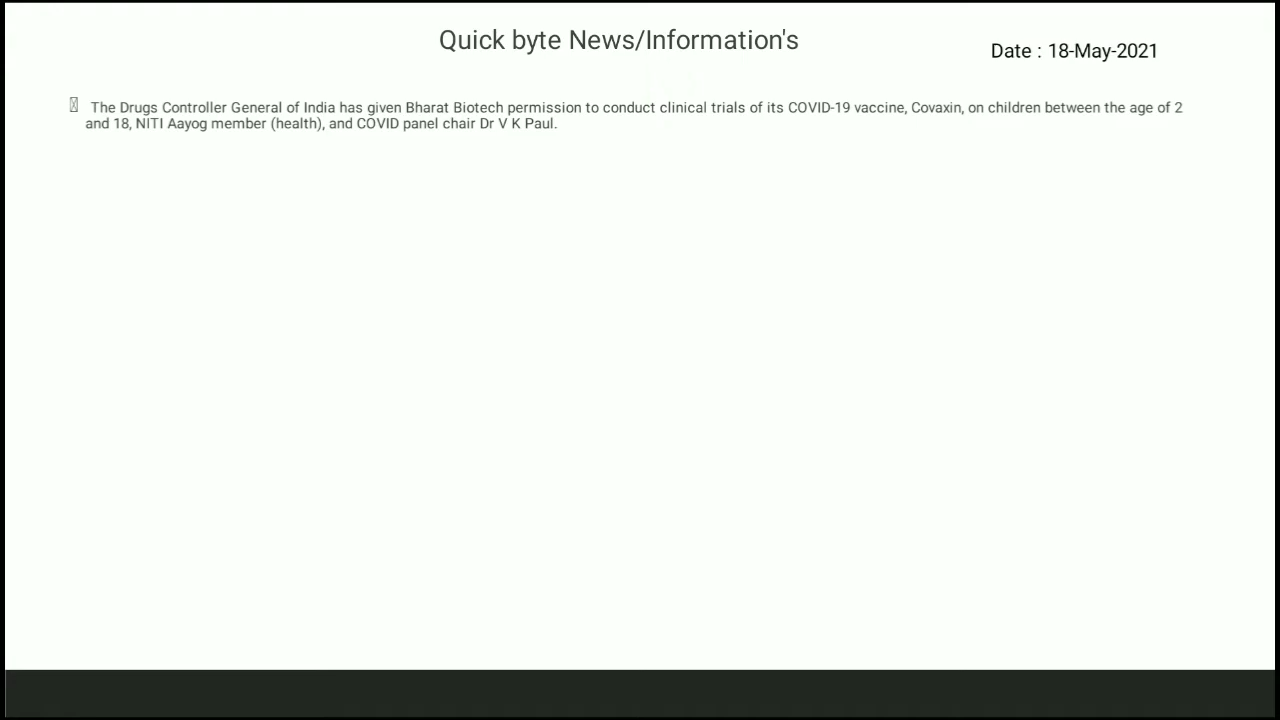 Quick byte News/Information's
Date : 18-May-2021
The Drugs Controller General of India has given Bharat Biotech permission to conduct clinical trials of its COVID-19 vaccine, Covaxin, on children between the age of 2
and 18, NITI Aayog member (health), and COVID panel chair Dr V K Paul.